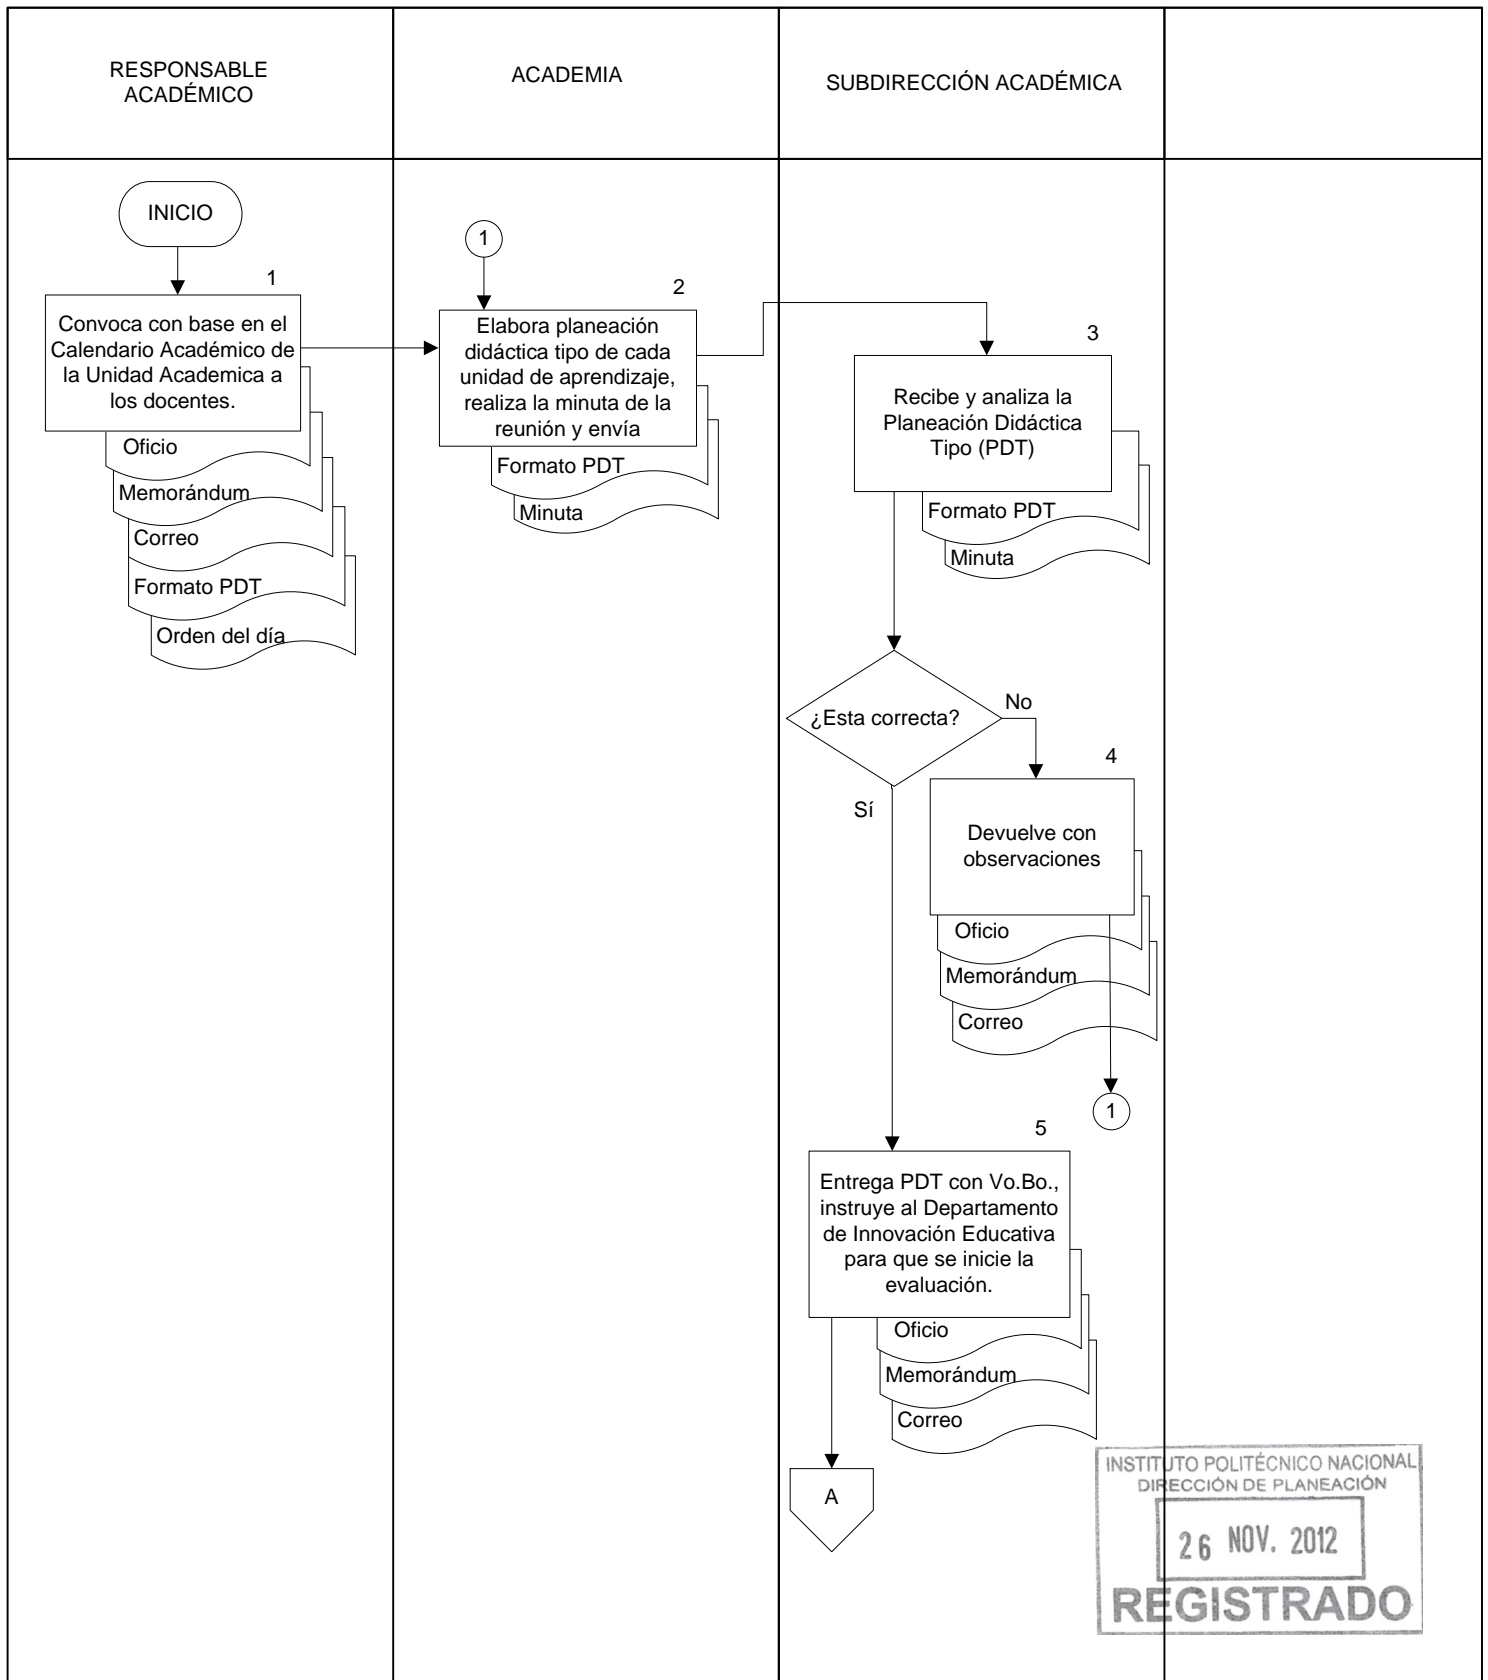 RESPONSABLE
ACADÉMICO
ACADEMIA
SUBDIRECCIÓN ACADÉMICA
INICIO
1
Convoca con base en el
Calendario Académico de
la Unidad Academica a
los docentes.
Oficio
Memorándum
Correo
Formato PDT
Orden del día
1
2
Elabora planeación
didáctica tipo de cada
unidad de aprendizaje,
realiza la minuta de la
reunión y envía
Formato PDT
Minuta
3
Recibe y analiza la
Planeación Didáctica
Tipo (PDT)
Formato PDT
Minuta
¿Esta correcta?
No
Sí
4
Devuelve con
observaciones
Oficio
Memorándum
Correo
1
5
Entrega PDT con Vo.Bo.,
instruye al Departamento
de Innovación Educativa
para que se inicie la
evaluación.
Oficio
Memorándum
Correo
A
INSTITUTO POLITÉCNICO NACIONAL
DIRECCIÓN DE PLANEACIÓN
26 NOV. 2012
REGISTRADO